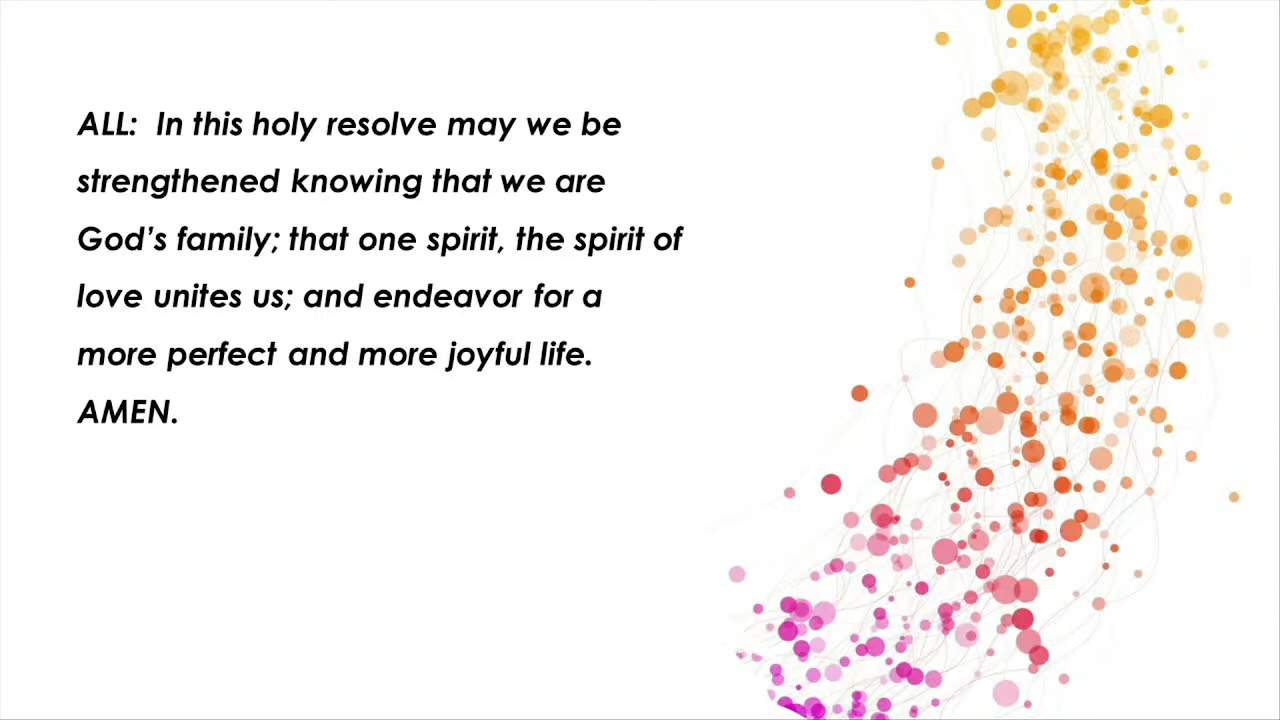 ALL:  In this holy resolve may we be
strengthened knowing that we are
God’s family; that one spirit, the spirit of
love unites us; and endeavor for a
more perfect and more joyful life.
AMEN.